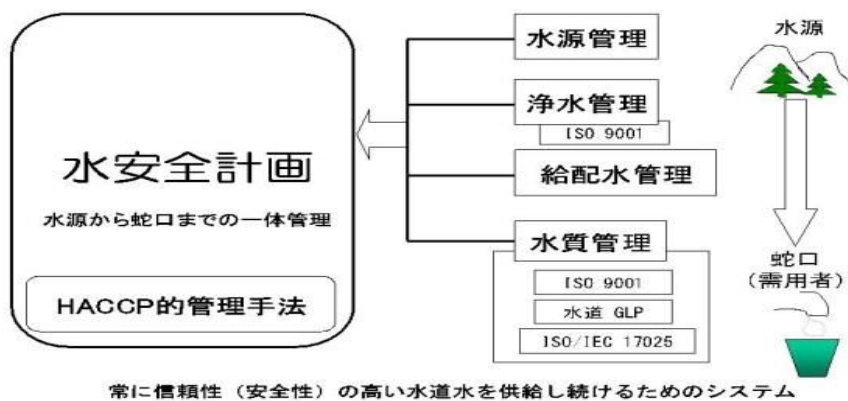 水安全計画
水源から蛇口までの一体管理
HACCP的管理手法
水源管理
浄水管理
ISO 9001
給配水管理
水質管理
ISO 9001
水道 GLP
ISO/IEC 17025
水源
蛇口
(需用者)
常に信頼性(安全性)の高い水道水を供給し続けるためのシステム